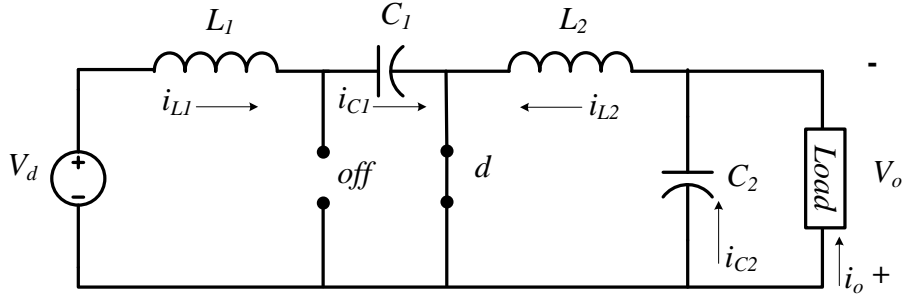 L1
C1
L2
-
iL1
iC1
iL2
Vd
+
-
off
d
C2
Load
Vo
iC2
io
+